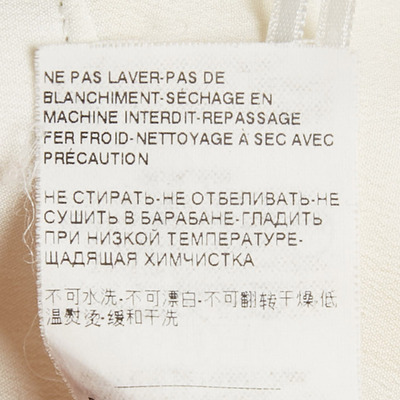 NE PAS LAVER-PAS DE
BLANCHIMENT-SÉCHAGE EN
MACHINE INTERDIT-REPASSAGE
FER FROID-NETTOYAGE À SEC AVEC
PRÉCAUTION
НЕ СТИРАТЬ-НЕ ОТБЕЛИВАТЬ-НЕ
СУШИТЬ В БАРАБАНЕ-ГЛАДИТЬ
ПРИ НИЗКОЙ ТЕМПЕРАТУРЕ-
ЩАДЯЩАЯ ХИМЧИСТКА
不可水洗-不可漂白-不可翻转干燥-低
温熨烫-缓和干洗